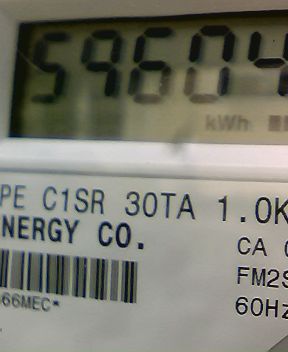 59604
kWh
PE C1SR 30TA 1.0K
NERGY CO.
CA
FM2S
66MEC*
60Hz